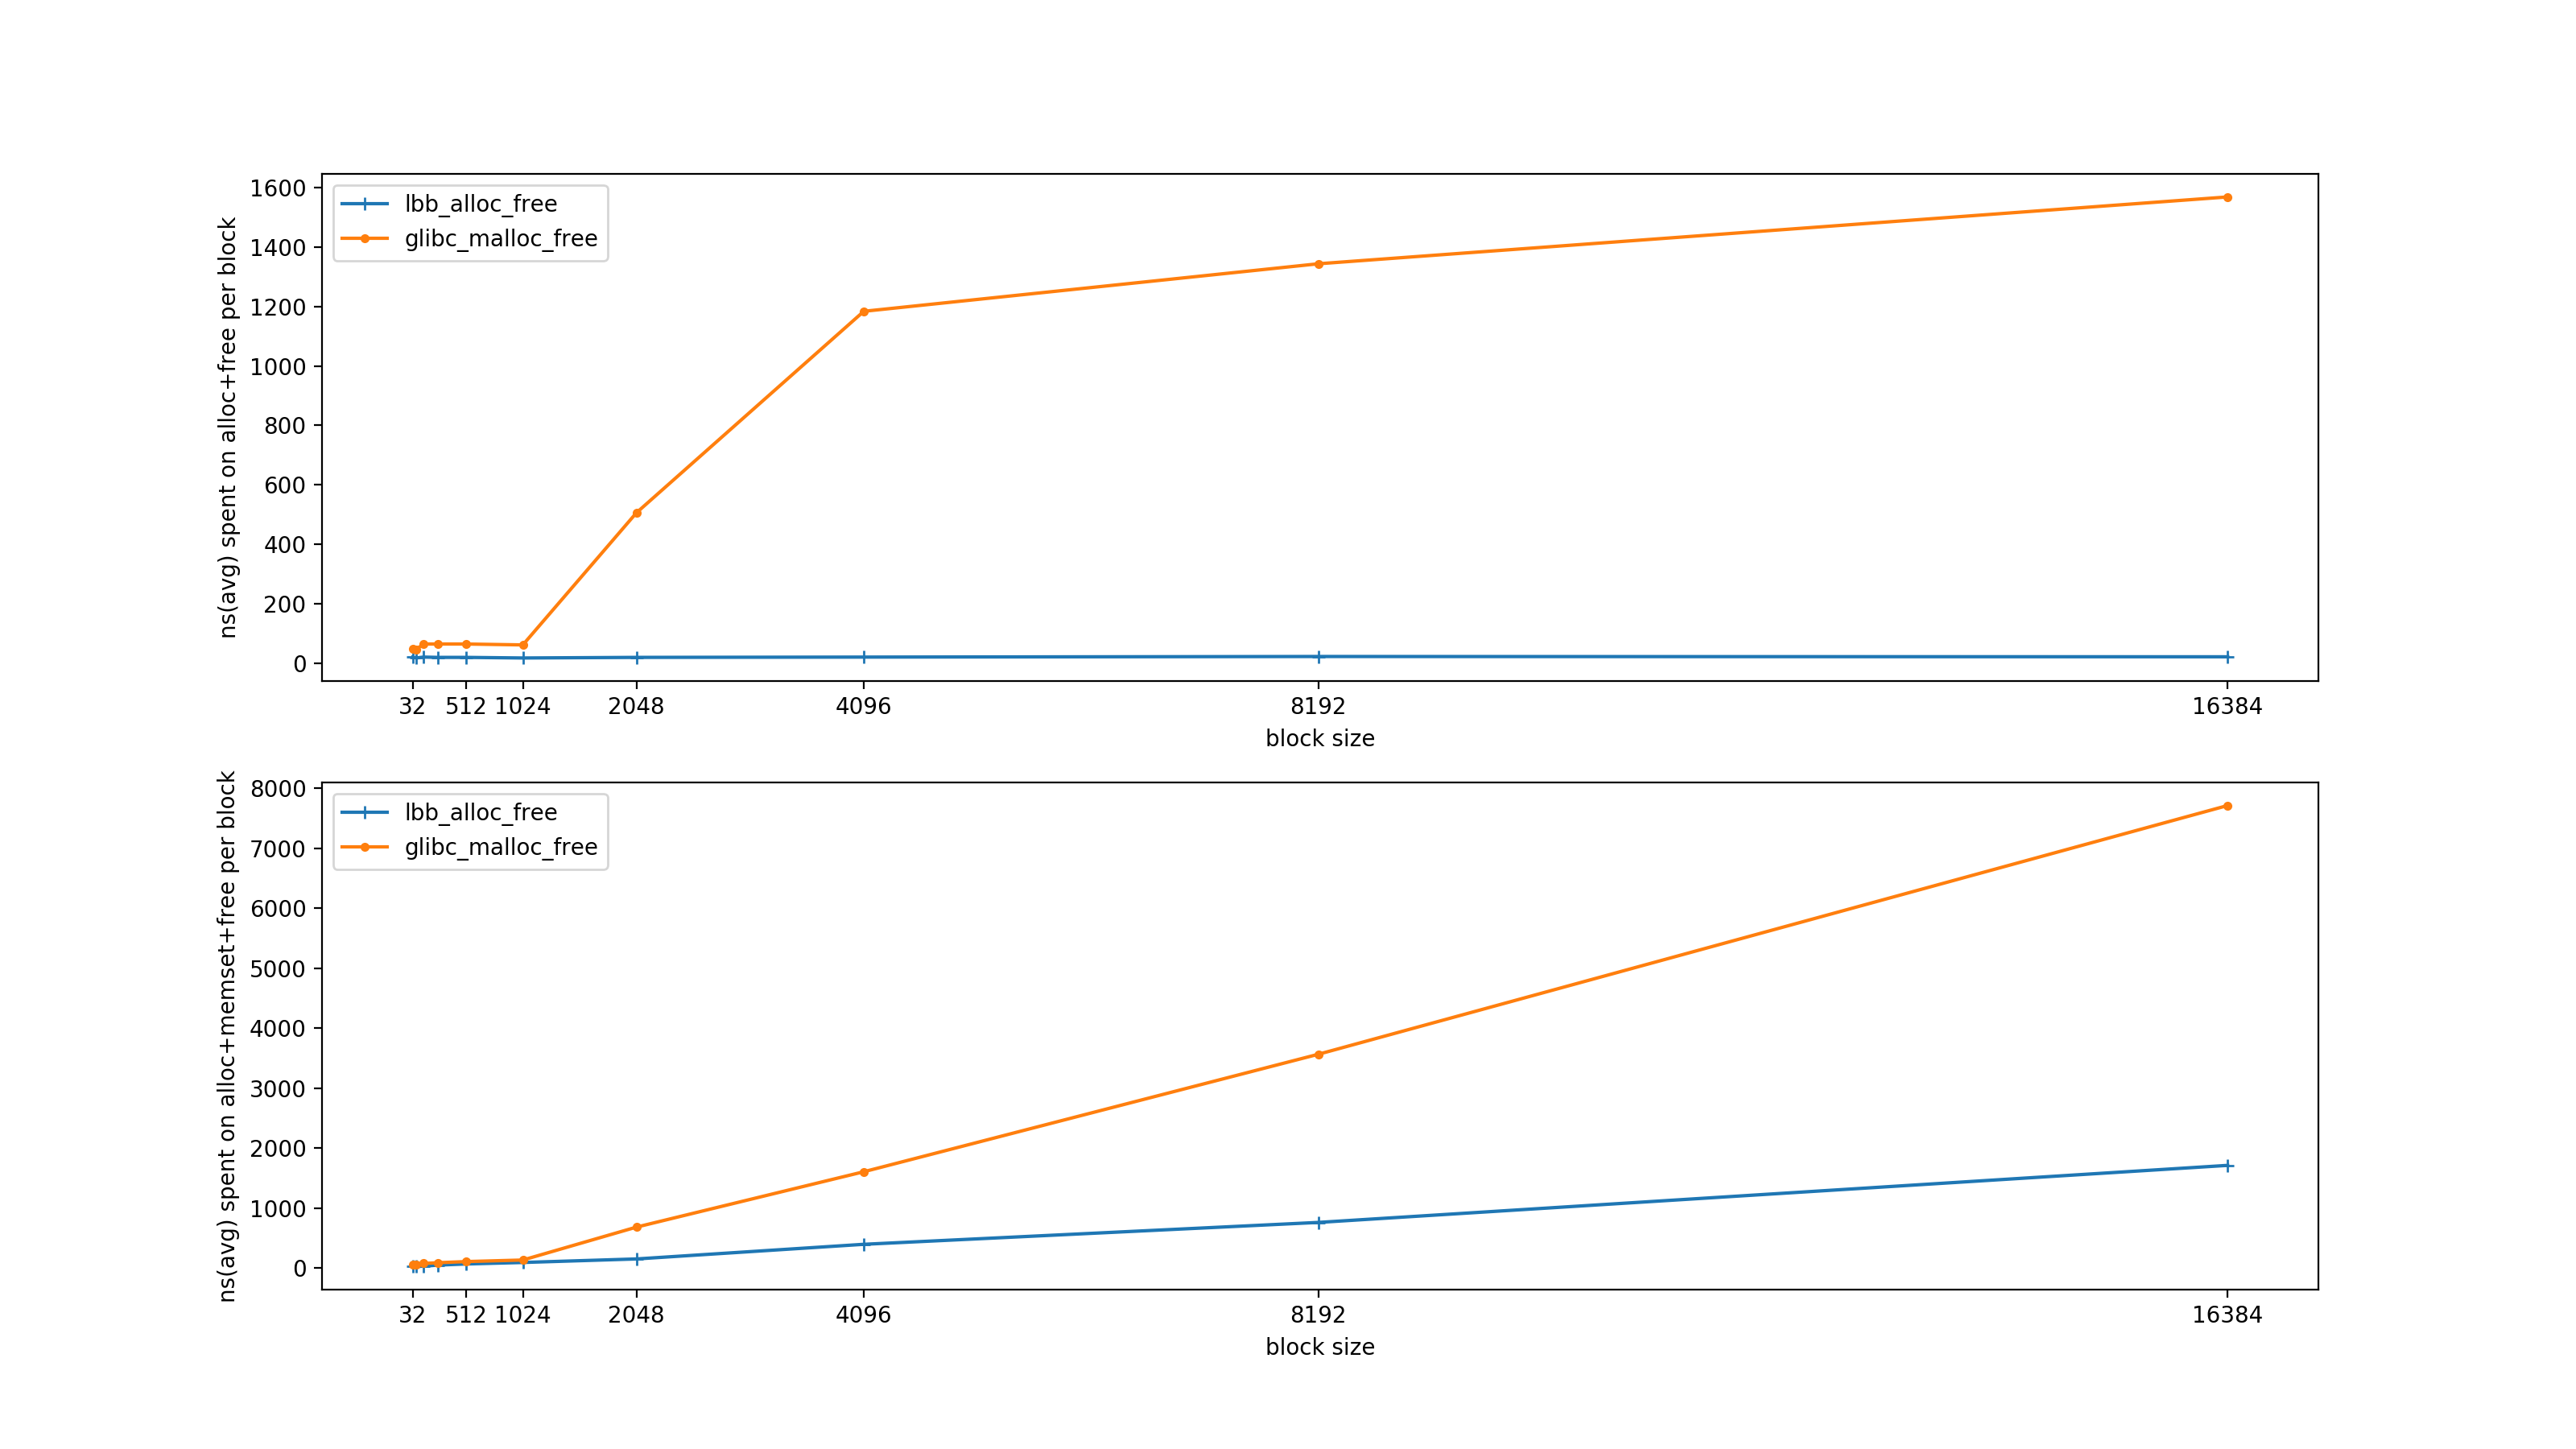 ns(avg) spent on alloc+free per block
1600
1400
1200
1000
800
600
400
200
0
lbb_alloc_free
glibc_malloc_free
32 512 1024 2048 4096 8192 16384
block size
ns(avg) spent on alloc+memset+free per block
8000
7000
6000
5000
4000
3000
2000
1000
0
lbb_alloc_free
glibc_malloc_free
32 512 1024 2048 4096 8192 16384
block size